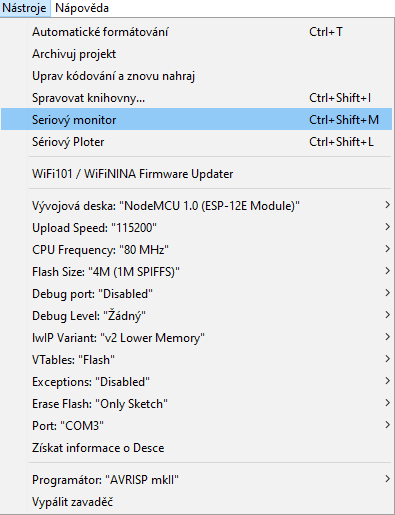 Nástroje Nápověda
Automatické formátování Ctrl+T
Archivuj projekt
Uprav kódování a znovu nahraj
Spravovat knihovny... Ctrl+Shift+I
Seriový monitor Ctrl+Shift+M
Sériový Ploter Ctrl+Shift+L
WiFi101 / WiFiNINA Firmware Updater
Vývojová deska: "NodeMCU 1.0 (ESP-12E Module)"
Upload Speed: "115200"
CPU Frequency: "80 MHz"
Flash Size: "4M (1M SPIFFS)"
Debug port: "Disabled"
Debug Level: "Žádný"
lwIP Variant: "v2 Lower Memory"
VTables: "Flash"
Exceptions: "Disabled"
Erase Flash: "Only Sketch"
Port: "COM3"
Získat informace o Desce
Programátor: "AVRISP mkII"
Vypálit zavaděč